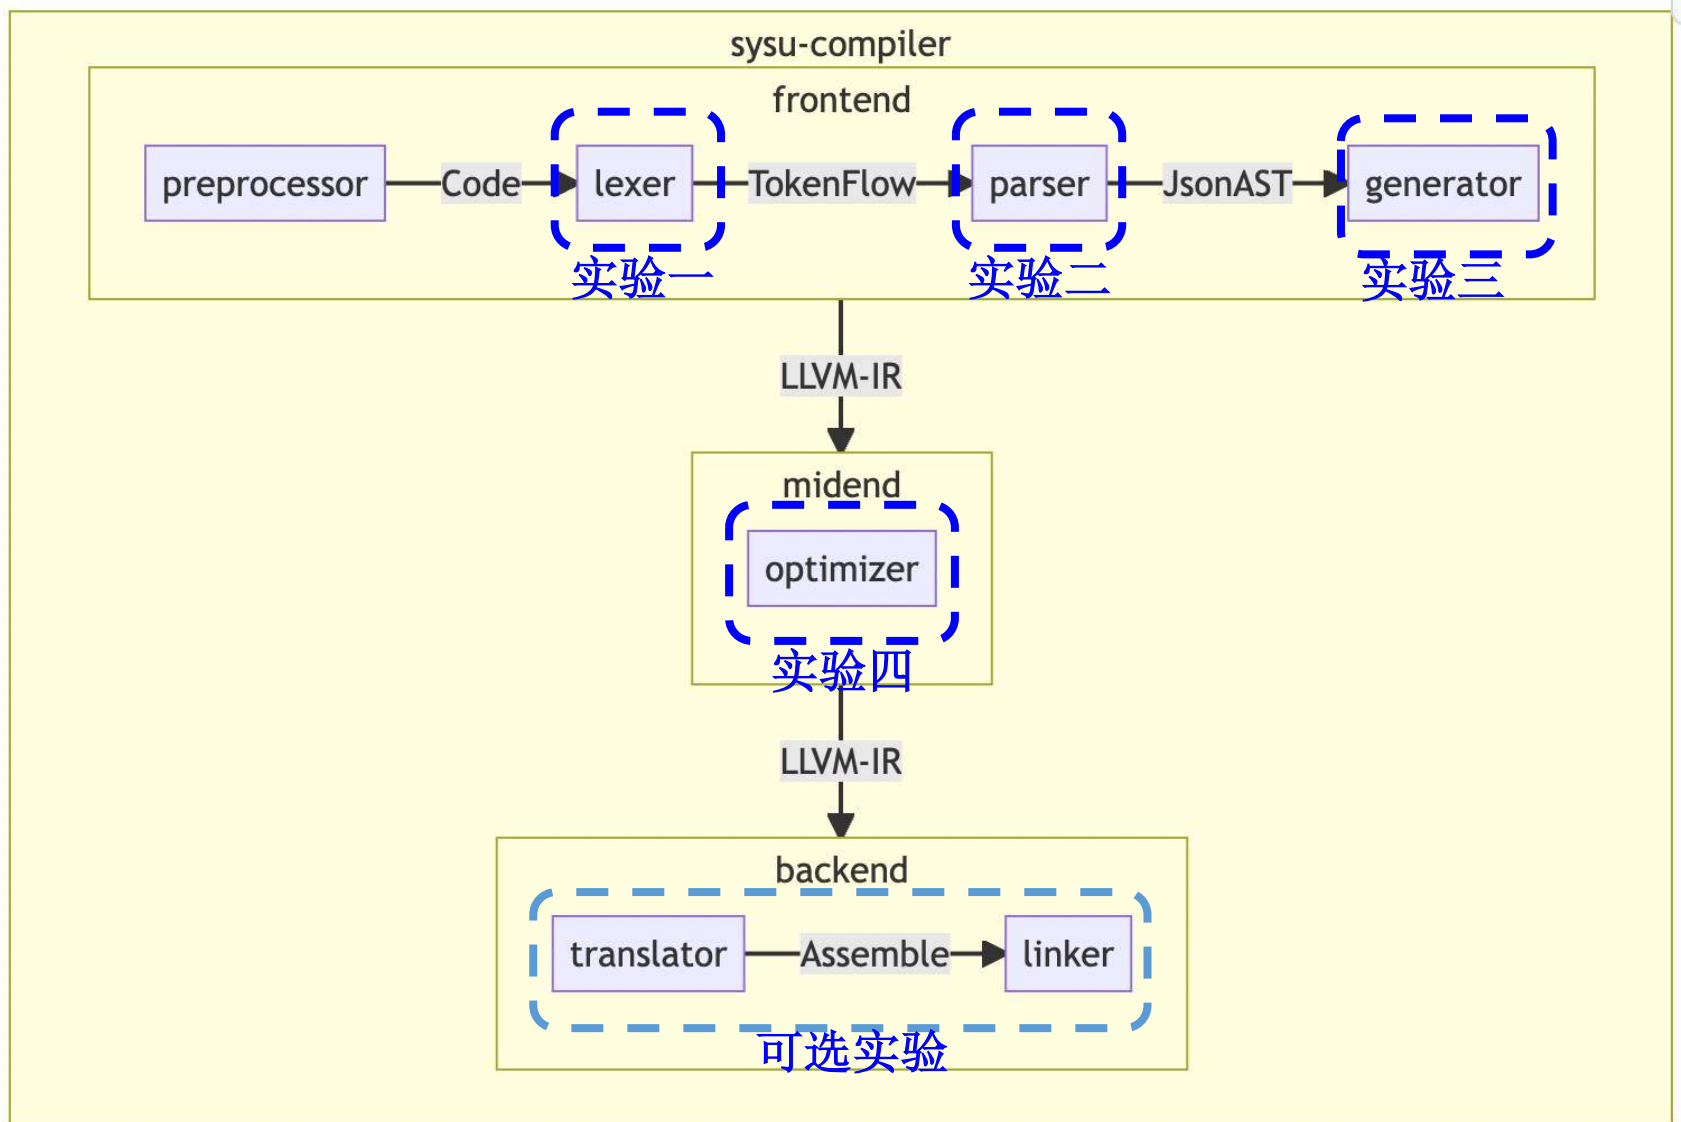 sysu-compiler
frontend
preprocessor Code lexer TokenFlow parser JsonAST generator
实验一 实验二 实验三
LLVM-IR
midend
optimizer
实验四
LLVM-IR
backend
translator Assemble linker
可选实验